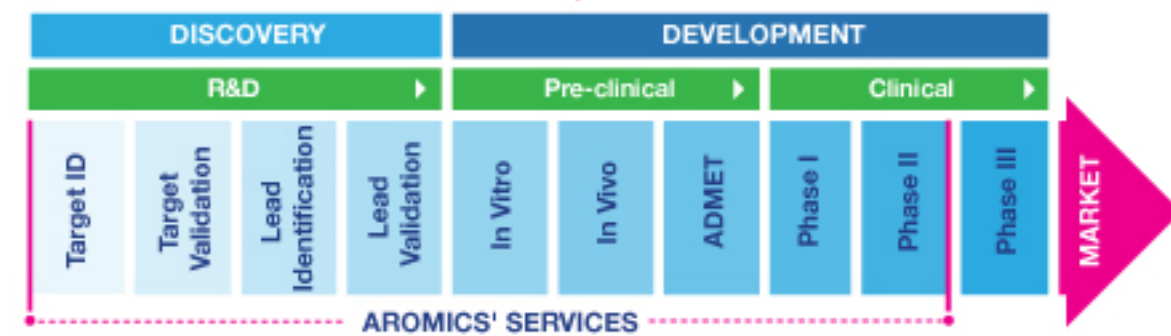 DISCOVERY
DEVELOPMENT
R&D
Pre-clinical
Clinical
Target ID
Target
Validation
Lead
Identification
Lead
Validation
In Vitro
In Vivo
ADMET
Phase I
Phase II
Phase III
MARKET
AROMICS' SERVICES